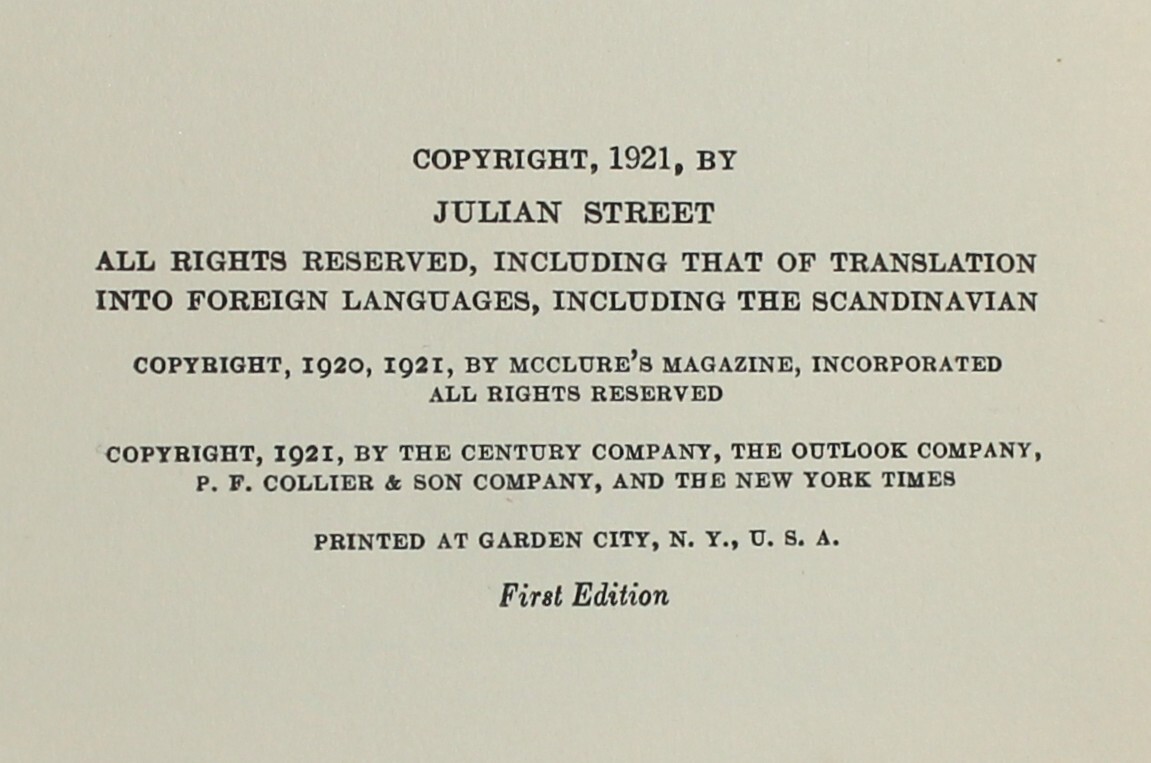 COPYRIGHT, 1921, BY
JULIAN STREET
ALL RIGHTS RESERVED, INCLUDING THAT OF TRANSLATION
INTO FOREIGN LANGUAGES, INCLUDING THE SCANDINAVIAN
COPYRIGHT, 1920, 1921, BY MCCLURE'S MAGAZINE, INCORPORATED
ALL RIGHTS RESERVED
COPYRIGHT, 1921, BY THE CENTURY COMPANY, THE OUTLOOK COMPANY,
P. F. COLLIER & SON COMPANY, AND THE NEW YORK TIMES
PRINTED AT GARDEN CITY, N. Y., U. S. A.
First Edition